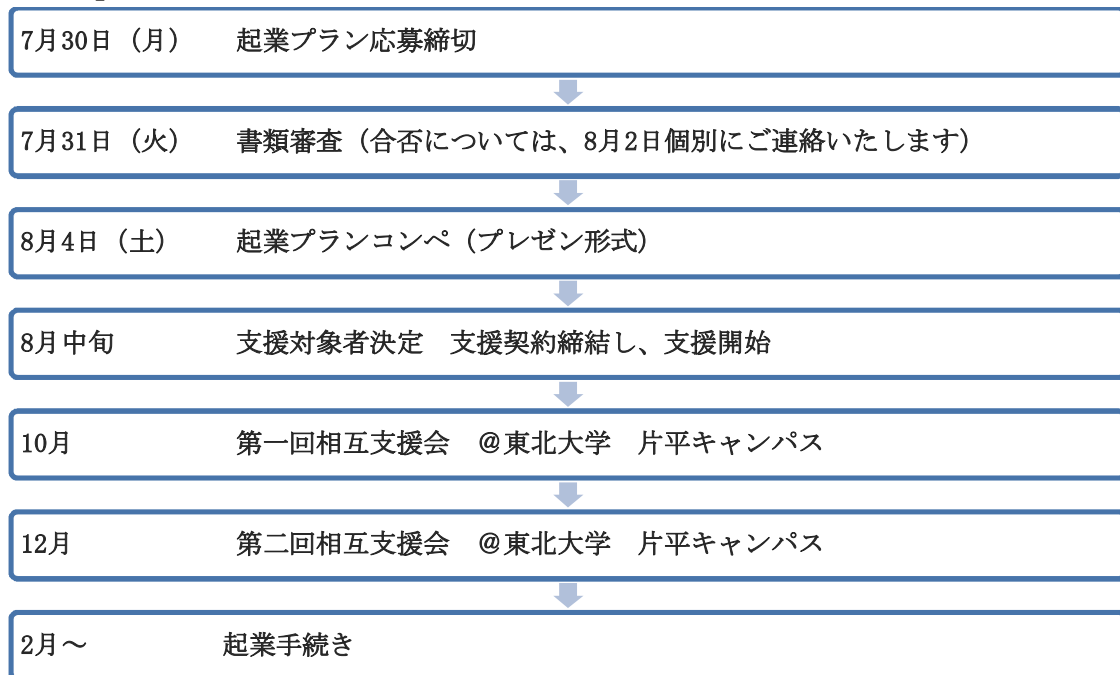 7月30日（月）　　起業プラン応募締切
7月31日（火）　　書類審査（合否については、8月2日個別にご連絡いたします）
8月4日（土）　　起業プランコンペ（プレゼン形式）
8月中旬　　支援対象者決定　支援契約締結し、支援開始
10月　　第一回相互支援会　＠東北大学　片平キャンパス
12月　　第二回相互支援会　＠東北大学　片平キャンパス
2月～　　起業手続き